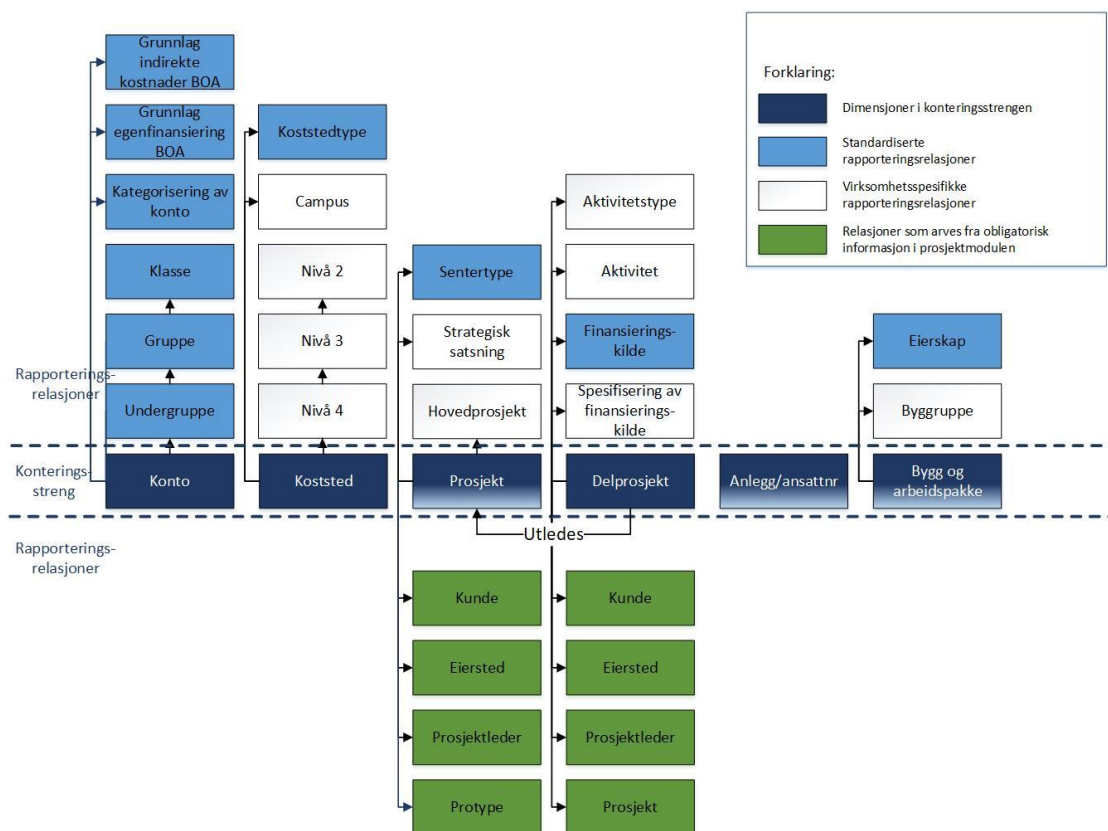 Grunnlag
indirekte
kostnader BOA
Grunnlag
egenfinansiering
BOA
Kategorisering av
konto
Klasse
Gruppe
Undergruppe
Koststedtype
Campus
Nivå 2
Nivå 3
Nivå 4
Sentertype
Strategisk
satsning
Hovedprosjekt
Aktivitetstype
Aktivitet
Finansierings-
kilde
Spesifisering av
finansierings-
kilde
Eierskap
Byggruppe
Forklaring:
Dimensjoner i konteringsstrengen
Standardiserte
rapporteringsrelasjoner
Virksomhetsspesifikke
rapporteringsrelasjoner
Relasjoner som arves fra obligatorisk
informasjon i prosjektmodulen
Rapporterings-
relasjoner
Konterings-
streng
Konto
Koststed
Prosjekt
Delprosjekt
Anlegg/ansattnr
Bygg og
arbeidspakke
Rapporterings-
relasjoner
Utledes
Kunde
Eiersted
Prosjektleder
Protype
Kunde
Eiersted
Prosjektleder
Prosjekt